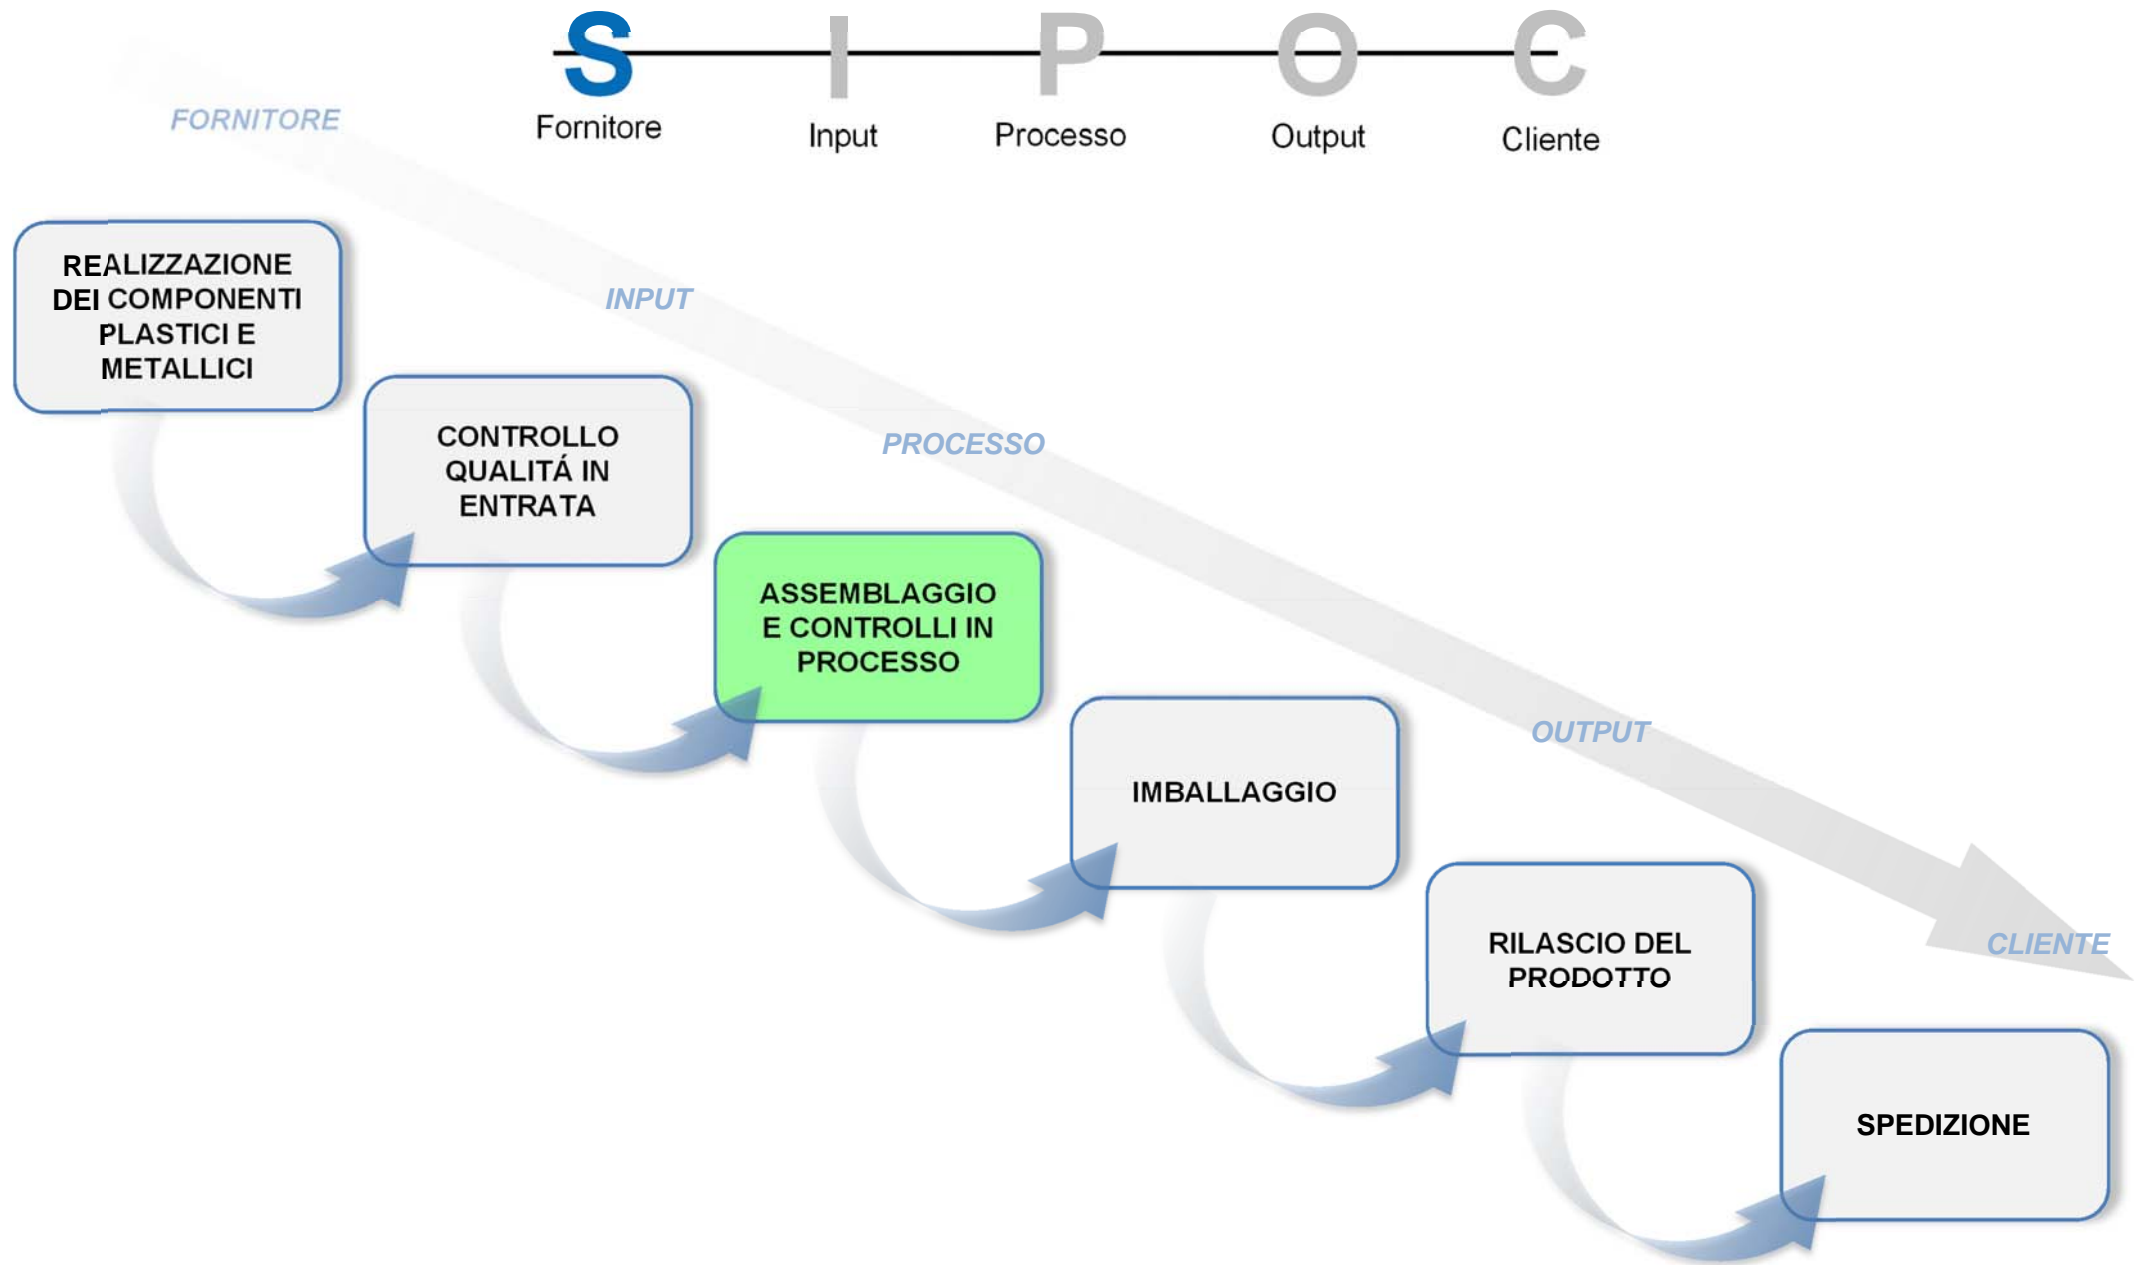 S I P O C
Fornitore Input Processo Output Cliente
FORNITORE
REALIZZAZIONE
DEI COMPONENTI
PLASTICI E
METALLICI
INPUT
CONTROLLO
QUALITÁ IN
ENTRATA
PROCESSO
ASSEMBLAGGIO
E CONTROLLI IN
PROCESSO
OUTPUT
IMBALLAGGIO
CLIENTE
RILASCIO DEL
PRODOTTO
SPEDIZIONE